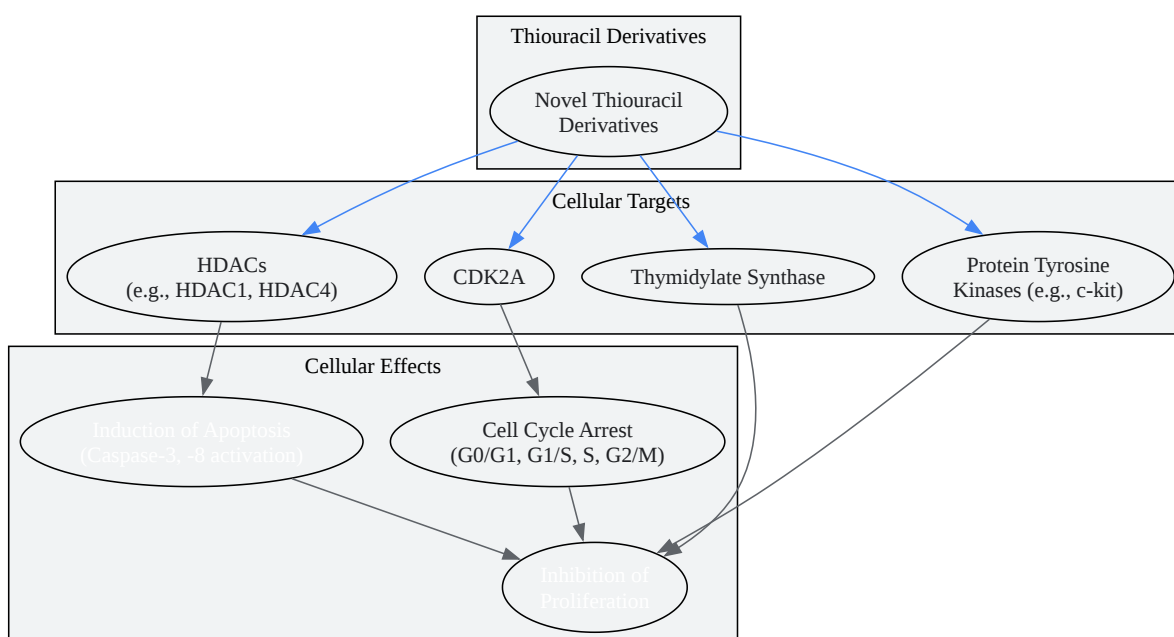 Thiouracil Derivatives
Novel Thiouracil
Derivatives
Cellular Targets
HDACs
(e.g., HDAC1, HDAC4)
CDK2A
Thymidylate Synthase
Protein Tyrosine
Kinases (e.g., c-kit)
Cellular Effects
Induction of Apoptosis
(Caspase-3, -8 activation)
Cell Cycle Arrest
(G0/G1, G1/S, S, G2/M)
Inhibition of
Proliferation